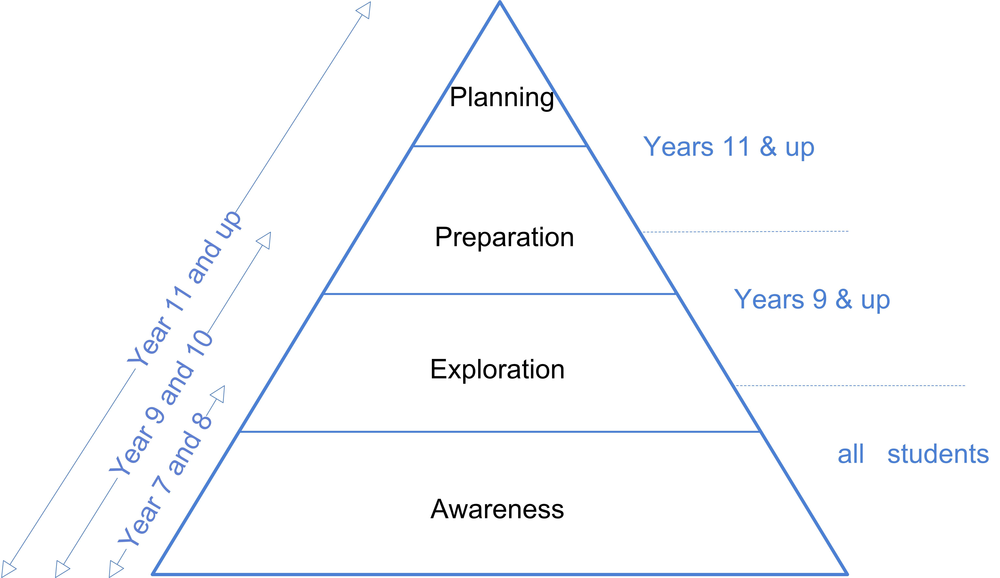 Planning
Years 11 & up
Preparation
Year 11 and up
Years 9 & up
Exploration
Year 9 and 10
all students
Year 7 and 8
Awareness